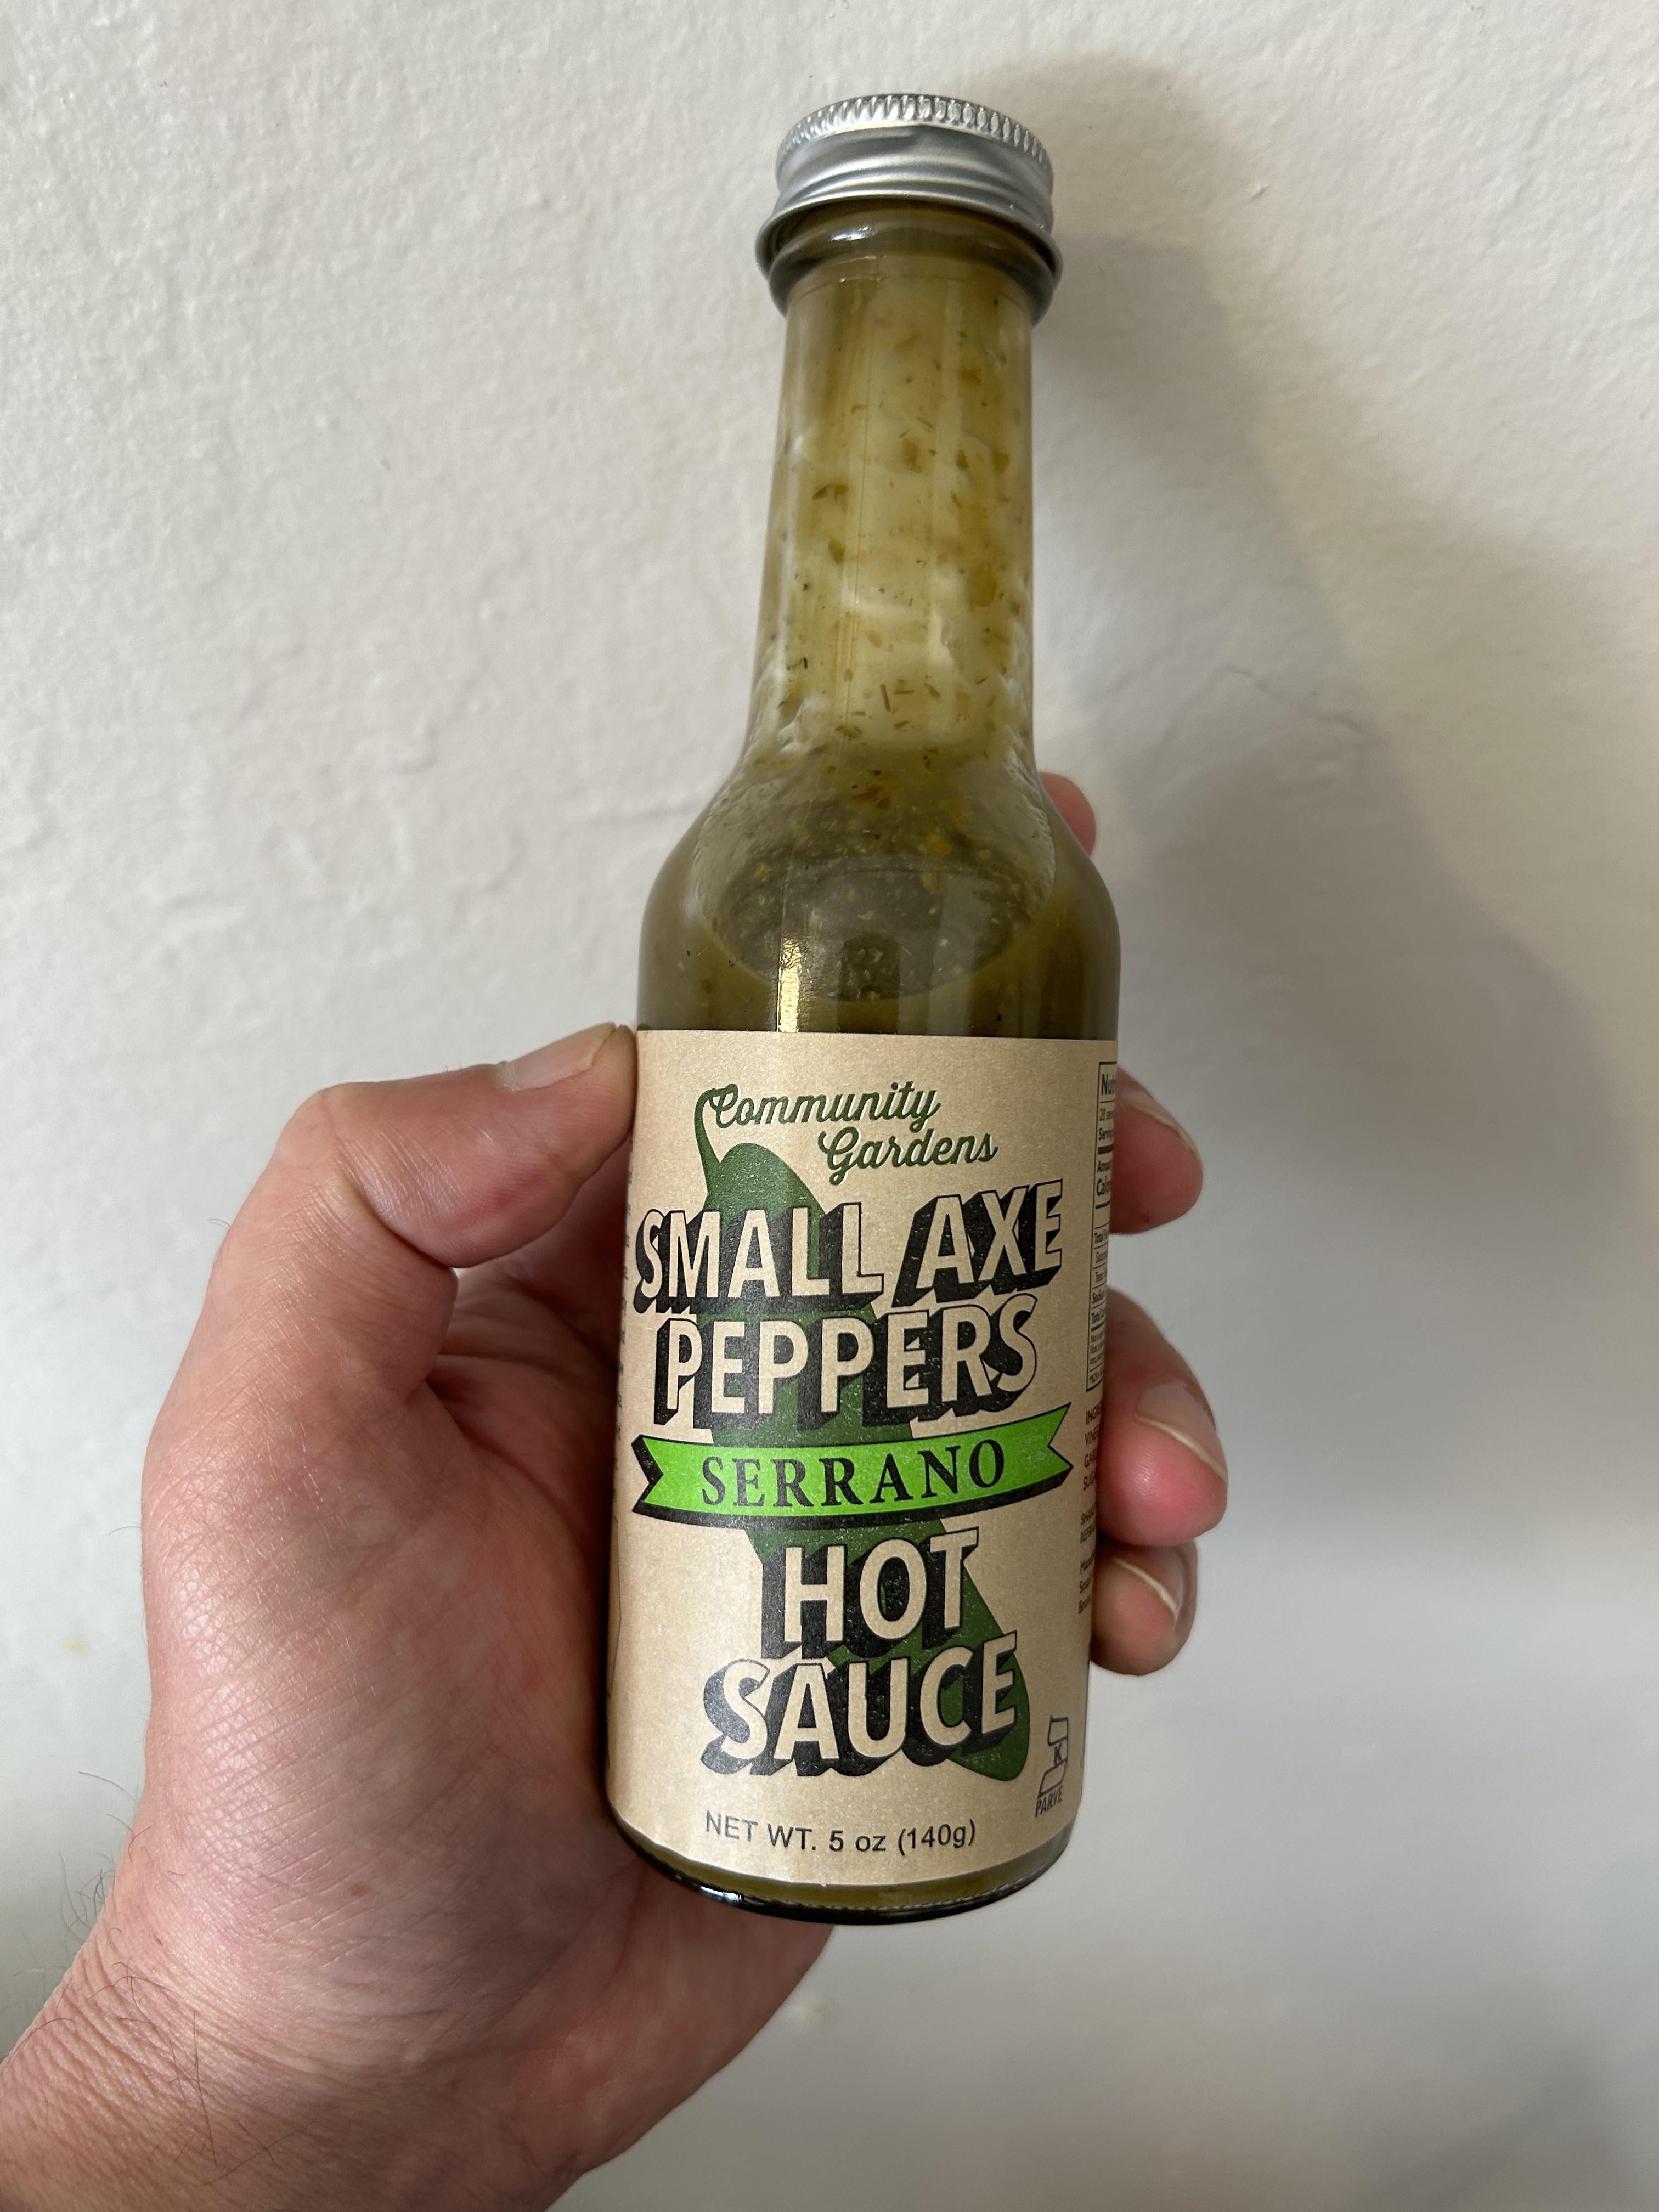 Community
Gardens
SMALL AXE
PEPPERS
SERRANO
HOT
SAUCE
NET WT. 5 oz (140g)
K
PARVE